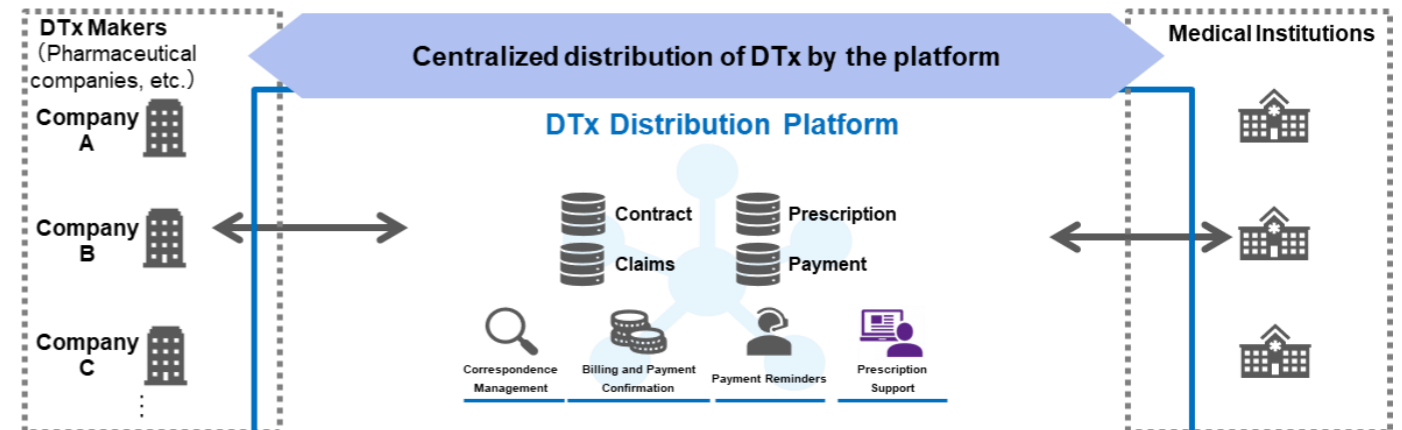 DTx Makers
（Pharmaceutical
companies, etc.）
Company
A
Company
B
Company
C
⋮
Centralized distribution of DTx by the platform
DTx Distribution Platform
Contract
Prescription
Claims
Payment
Correspondence
Management
Billing and Payment
Confirmation
Payment Reminders
Prescription
Support
Medical Institutions